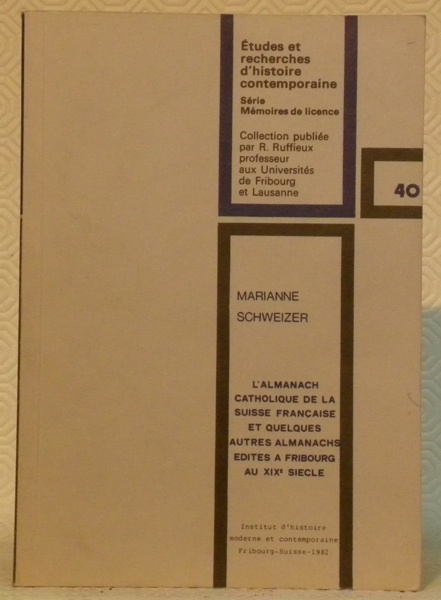 Études et
recherches
d'histoire
contemporaine
Série
Mémoires de licence
Collection publiée
par R. Ruffieux
professeur
aux Universités
de Fribourg
et Lausanne
40
MARIANNE
SCHWEIZER
L'ALMANACH
CATHOLIQUE DE LA
SUISSE FRANÇAISE
ET QUELQUES
AUTRES ALMANACHS
EDITES A FRIBOURG
AU XIXe SIECLE
Institut d'histoire
moderne et contemporaine
Fribourg-Suisse-1982